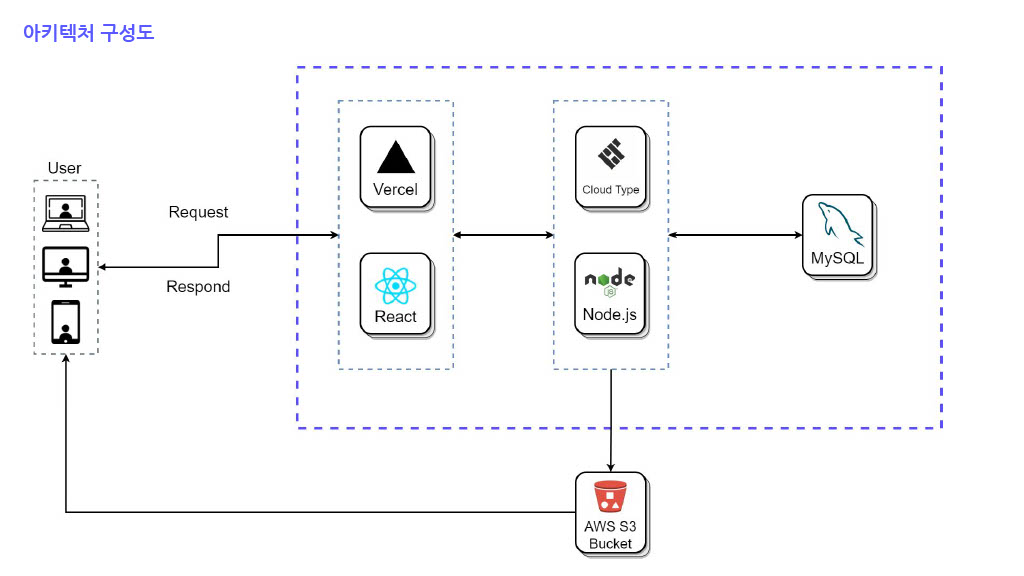 아키텍처 구성도
User
Request
Respond
Vercel
React
Cloud Type
node
JS
Node.js
MySQL
AWS S3
Bucket